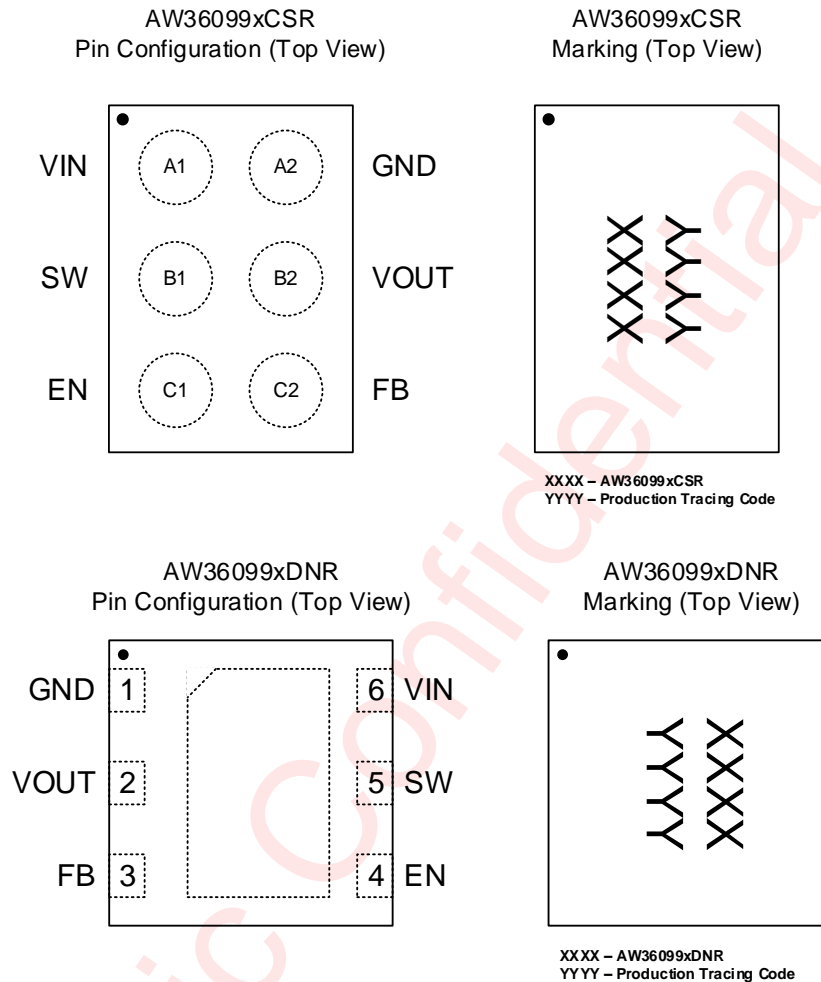 AW36099xCSR
Pin Configuration (Top View)
AW36099xCSR
Marking (Top View)
VIN A1 A2 GND
SW B1 B2 VOUT
EN C1 C2 FB
XXXX
YYYY
XXXX – AW36099xCSR
YYYY – Production Tracing Code
AW36099xDNR
Pin Configuration (Top View)
AW36099xDNR
Marking (Top View)
GND 1 6 VIN
VOUT 2 5 SW
FB 3 4 EN
YYYY
XXXX
XXXX – AW36099xDNR
YYYY – Production Tracing Code
ic Confidential